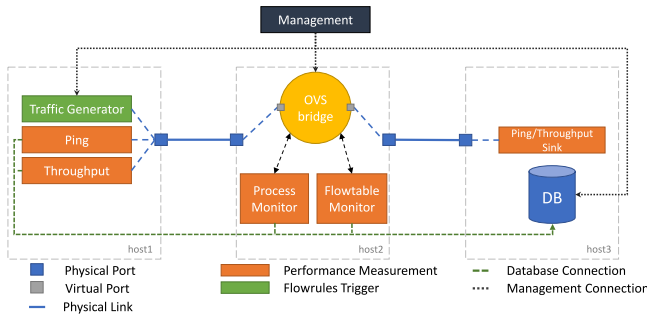 Management
Traffic Generator
Ping
Throughput
OVS
bridge
Process
Monitor
Flowtable
Monitor
Ping/Throughput
Sink
DB
host1
host2
host3
Physical Port
Performance Measurement
Database Connection
Virtual Port
Flowrules Trigger
Management Connection
Physical Link